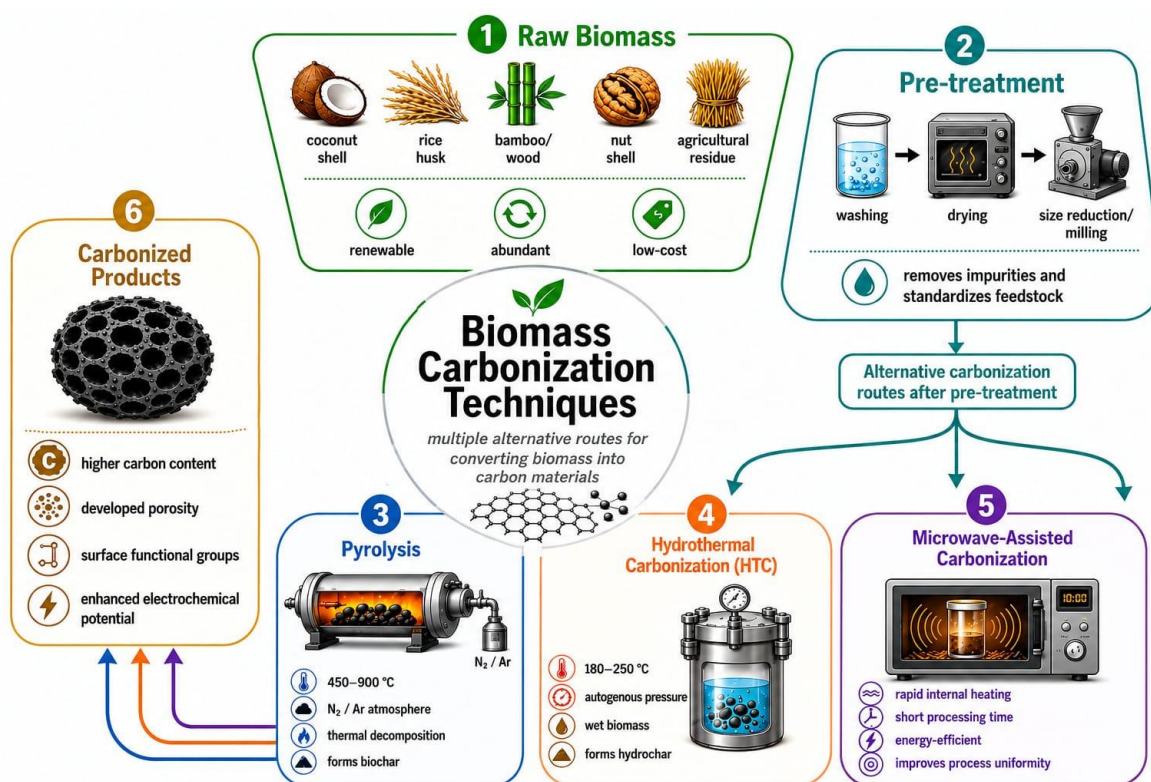 1 Raw Biomass
coconut
shell
rice
husk
bamboo/
wood
nut
shell
agricultural
residue
renewable
abundant
low-cost
2
Pre-treatment
washing
drying
size reduction/
milling
removes impurities and
standardizes feedstock
Alternative carbonization
routes after pre-treatment
Biomass
Carbonization
Techniques
multiple alternative routes for
converting biomass into
carbon materials
3
Pyrolysis
N₂ / Ar
450–900 °C
N₂ / Ar atmosphere
thermal decomposition
forms biochar
4
Hydrothermal
Carbonization (HTC)
180–250 °C
autogenous pressure
wet biomass
forms hydrochar
5
Microwave-Assisted
Carbonization
10:00
rapid internal heating
short processing time
energy-efficient
improves process uniformity
6
Carbonized
Products
C
higher carbon content
developed porosity
surface functional groups
enhanced electrochemical
potential